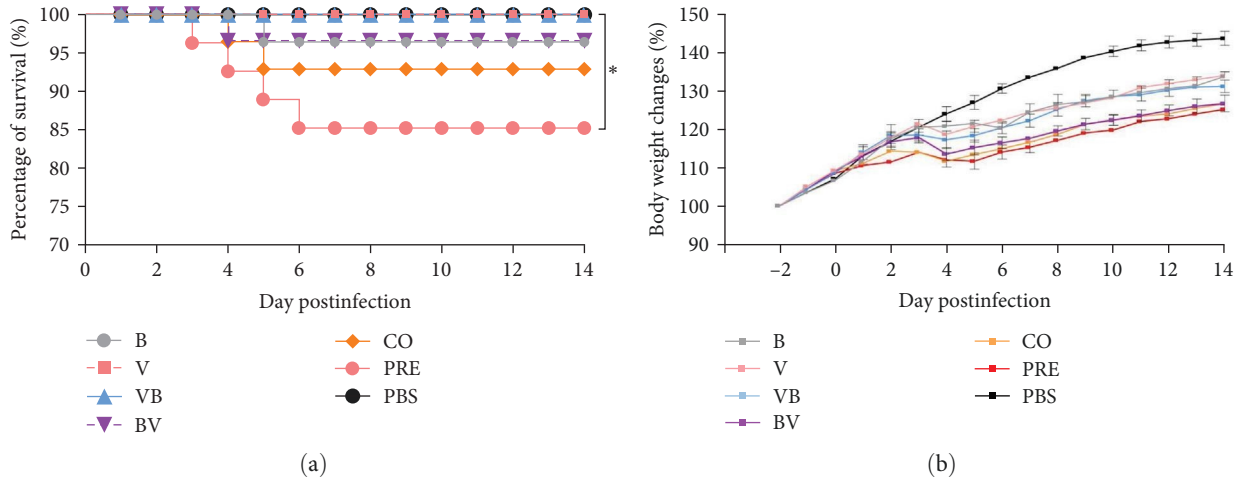 Percentage of survival (%)
100
95
90
85
80
75
70
0
2
4
6
8
10
12
14
*
Day postinfection
B
V
VB
BV
CO
PRE
PBS
(a)
Body weight changes (%)
150
140
130
120
110
100
90
−2
0
2
4
6
8
10
12
14
Day postinfection
B
V
VB
BV
CO
PRE
PBS
(b)